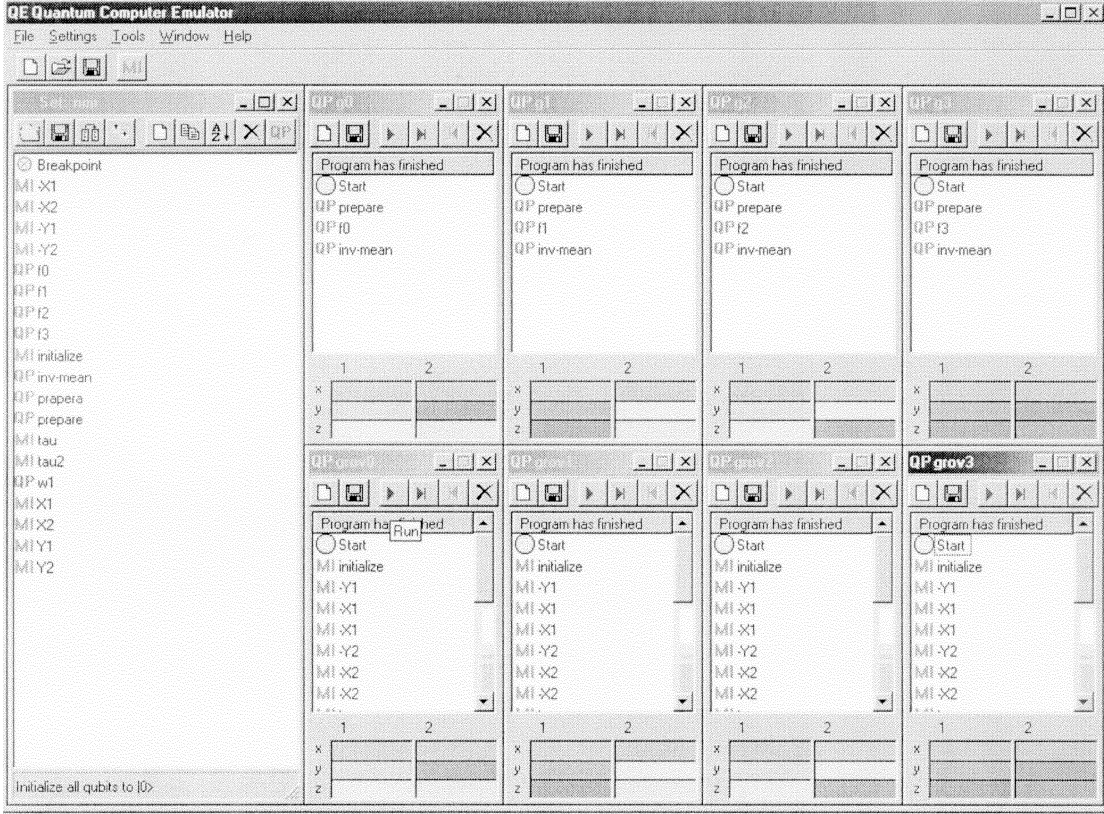 QE Quantum Computer Emulator
File Settings Tools Window Help
MI
QP
Breakpoint
MI -X1
MI -X2
MI -Y1
MI -Y2
QP f0
QP f1
QP f2
QP f3
MI initialize
QP inv-mean
QP prapera
QP prepare
MI tau
MI tau2
QP w1
MI X1
MI X2
MI Y1
MI Y2
Initialize all qubits to |0>
Program has finished
Start
QP prepare
QP f0
QP inv-mean
1 2
x
y
z
Program has finished
Start
QP prepare
QP f1
QP inv-mean
1 2
x
y
z
Program has finished
Start
QP prepare
QP f2
QP inv-mean
1 2
x
y
z
Program has finished
Start
QP prepare
QP f3
QP inv-mean
1 2
x
y
z
Program has finished
Run
Start
MI initialize
MI -Y1
MI -X1
MI -X1
MI -Y2
MI -X2
MI -X2
1 2
x
y
z
Program has finished
Start
MI initialize
MI -Y1
MI -X1
MI -X1
MI -Y2
MI -X2
MI -X2
1 2
x
y
z
Program has finished
Start
MI initialize
MI -Y1
MI -X1
MI -X1
MI -Y2
MI -X2
MI -X2
1 2
x
y
z
QP grov3
Program has finished
Start
MI initialize
MI -Y1
MI -X1
MI -X1
MI -Y2
MI -X2
MI -X2
1 2
x
y
z